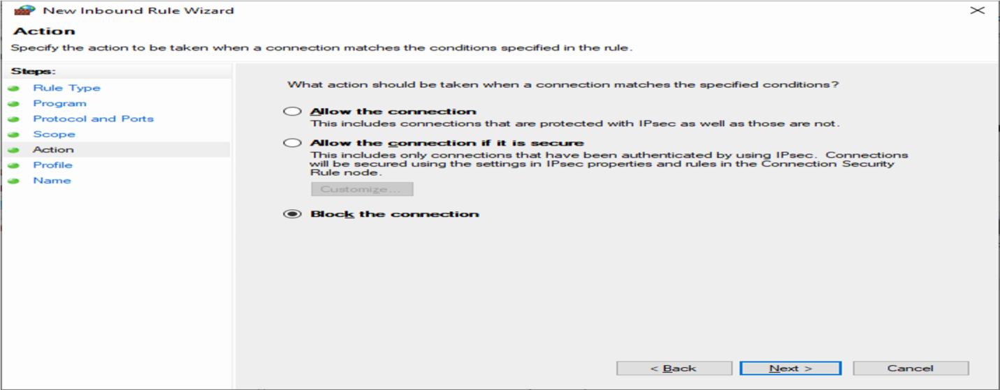 New Inbound Rule Wizard
Action
Specify the action to be taken when a connection matches the conditions specified in the rule.
Steps:
Rule Type
Program
Protocol and Ports
Scope
Action
Profile
Name
What action should be taken when a connection matches the specified conditions?
Allow the connection
This includes connections that are protected with IPsec as well as those are not.
Allow the connection if it is secure
This includes only connections that have been authenticated by using IPsec. Connections
will be secured using the settings in IPsec properties and rules in the Connection Security
Rule node.
Customize...
Block the connection
< Back
Next >
Cancel